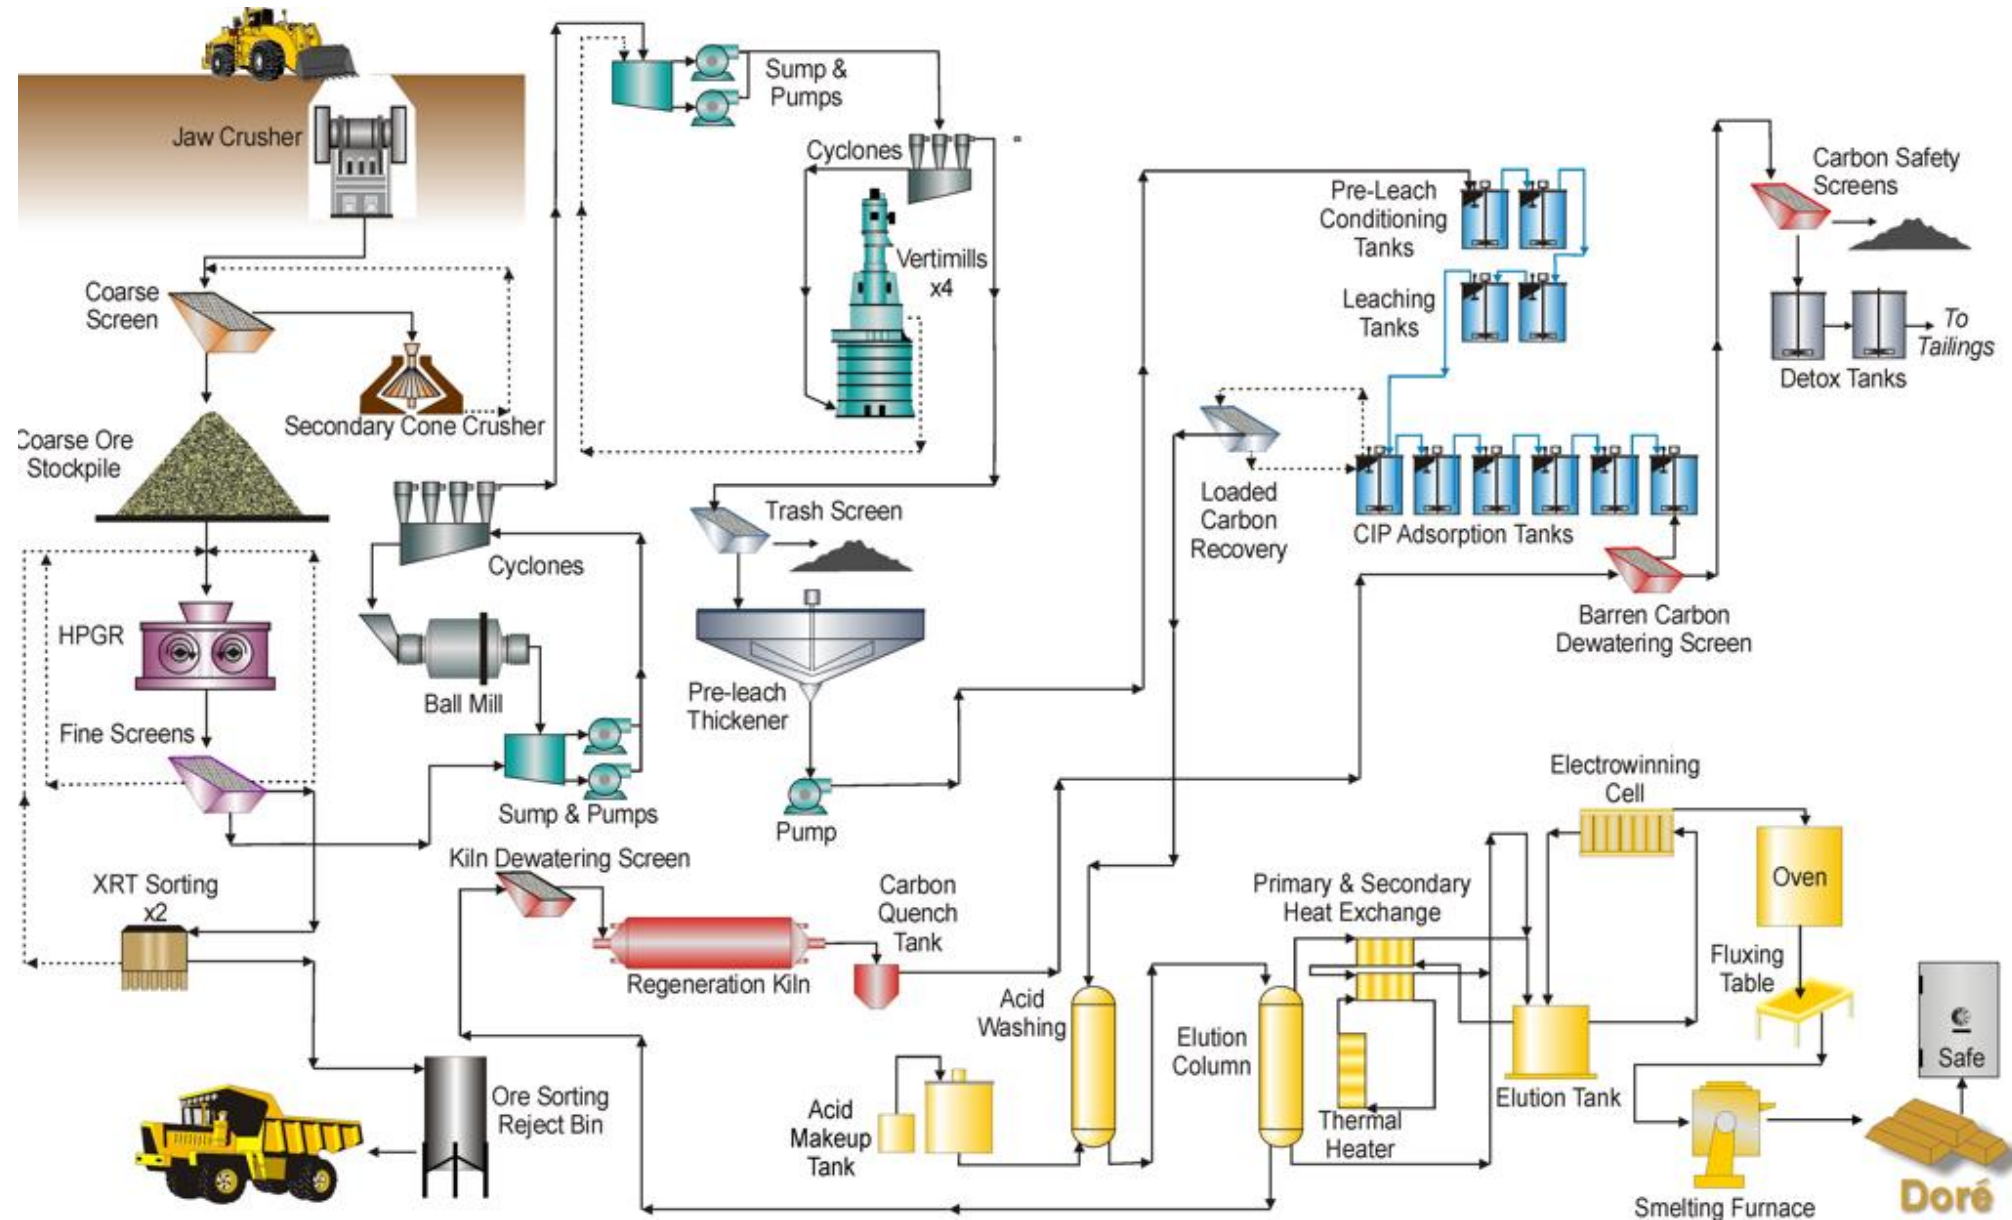 Jaw Crusher
Coarse
Screen
Secondary Cone Crusher
Coarse Ore
Stockpile
HPGR
Fine Screens
XRT Sorting
x2
Ore Sorting
Reject Bin
Cyclones
Ball Mill
Sump & Pumps
Sump &
Pumps
Cyclones
Vertimills
x4
Trash Screen
Pre-leach
Thickener
Pump
Kiln Dewatering Screen
Regeneration Kiln
Carbon
Quench
Tank
Pre-Leach
Conditioning
Tanks
Leaching
Tanks
Loaded
Carbon
Recovery
CIP Adsorption Tanks
Barren Carbon
Dewatering Screen
Carbon Safety
Screens
Detox Tanks
To
Tailings
Acid
Washing
Acid
Makeup
Tank
Elution
Column
Primary & Secondary
Heat Exchange
Thermal
Heater
Elution Tank
Electrowinning
Cell
Oven
Fluxing
Table
Smelting Furnace
Safe
Doré